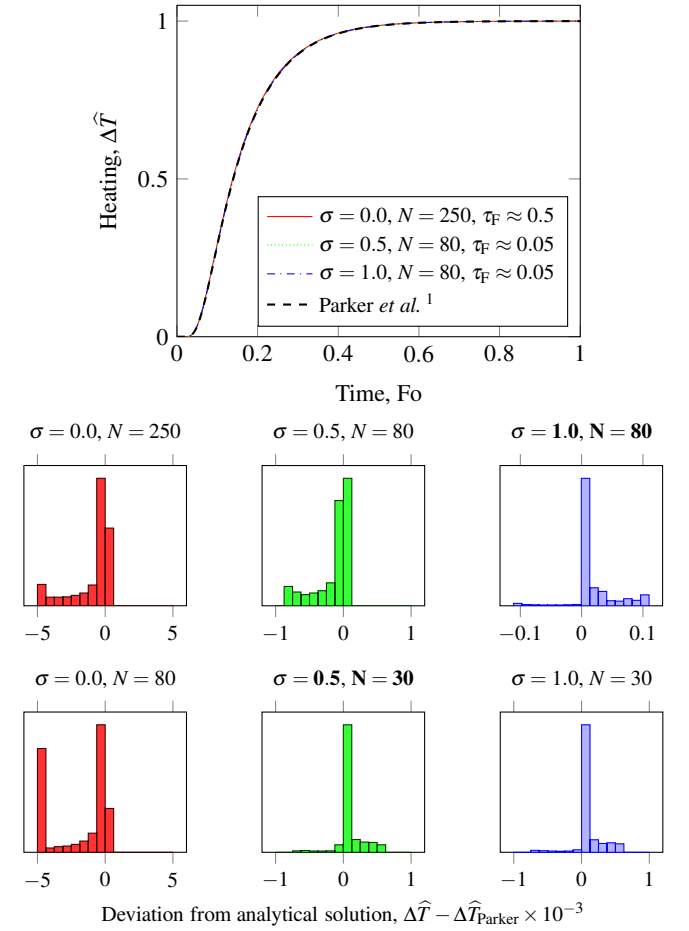 1
0.5
0
Heating, ΔT̂
0 0.2 0.4 0.6 0.8 1
Time, Fo
σ = 0.0, N = 250, τF ≈ 0.5
σ = 0.5, N = 80, τF ≈ 0.05
σ = 1.0, N = 80, τF ≈ 0.05
Parker et al. 1
σ = 0.0, N = 250 σ = 0.5, N = 80 σ = 1.0, N = 80
−5 0 5 −1 0 1 −0.1 0 0.1
σ = 0.0, N = 80 σ = 0.5, N = 30 σ = 1.0, N = 30
−5 0 5 −1 0 1 −1 0 1
Deviation from analytical solution, ΔT̂ − ΔT̂Parker × 10−3